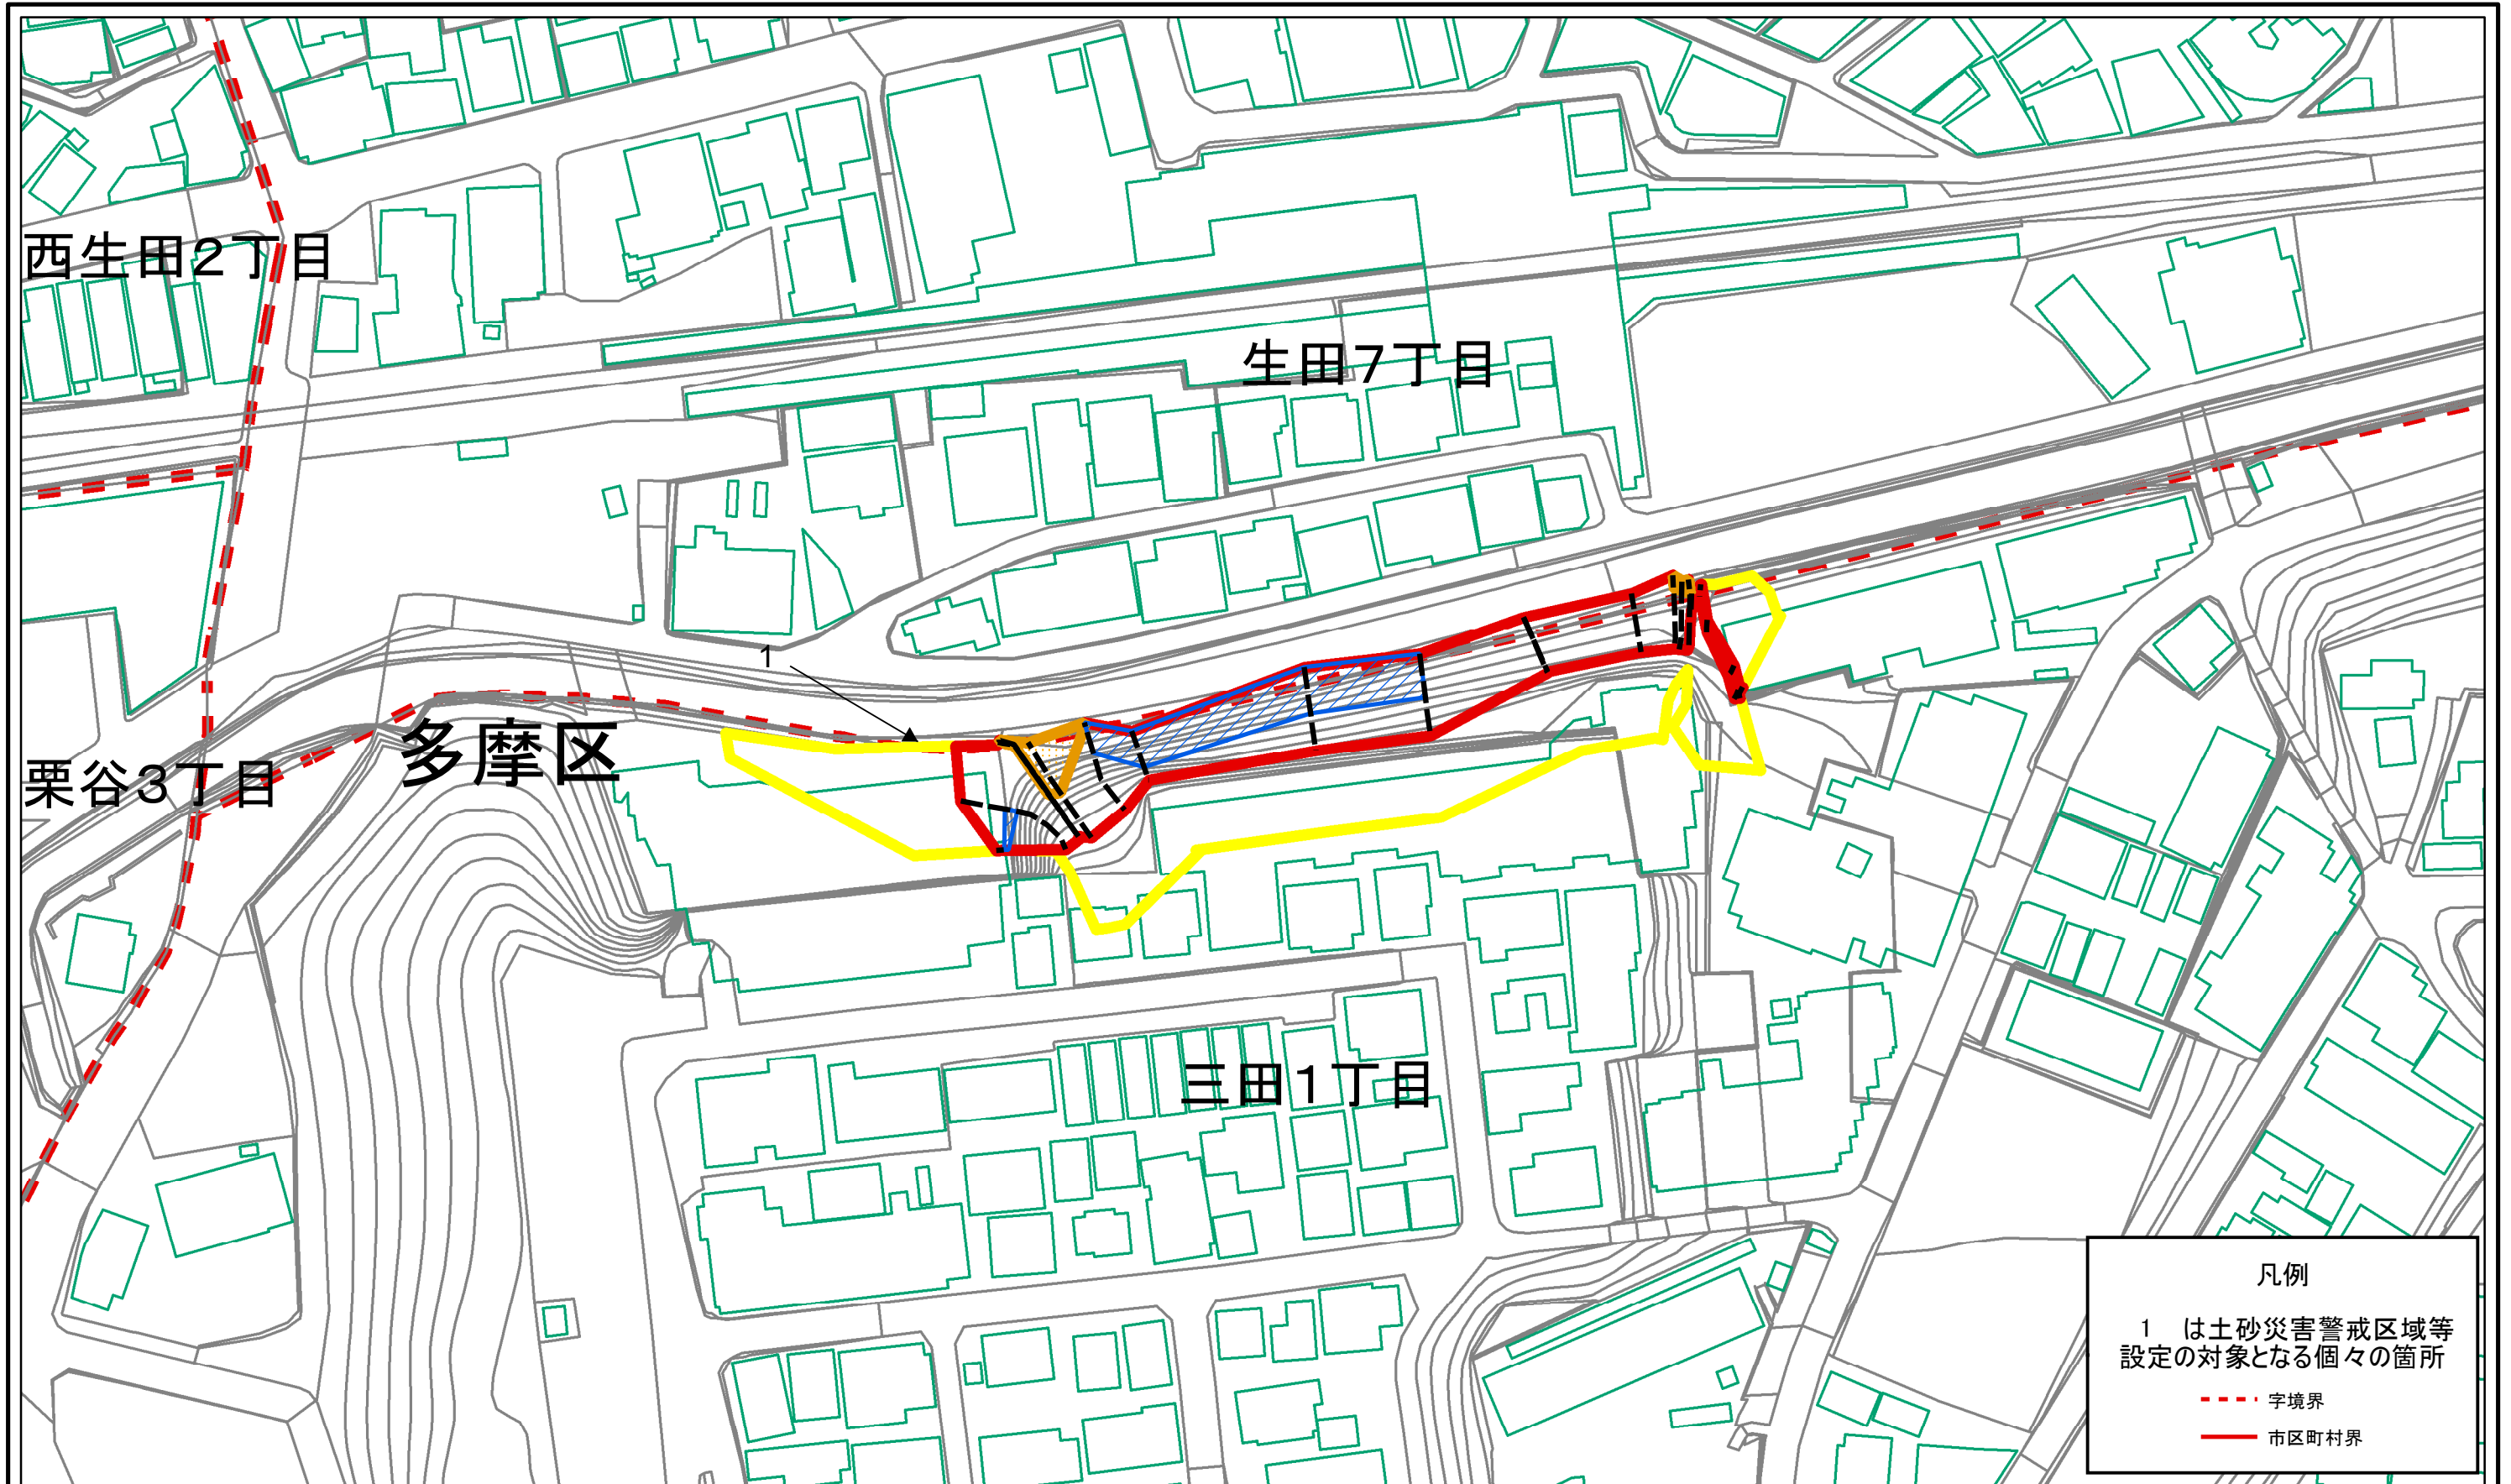 西生田2丁目
生田7丁目
1
多摩区
栗谷3丁目
三田1丁目
凡例
1 は土砂災害警戒区域等
設定の対象となる個々の箇所
字境界
市区町村界